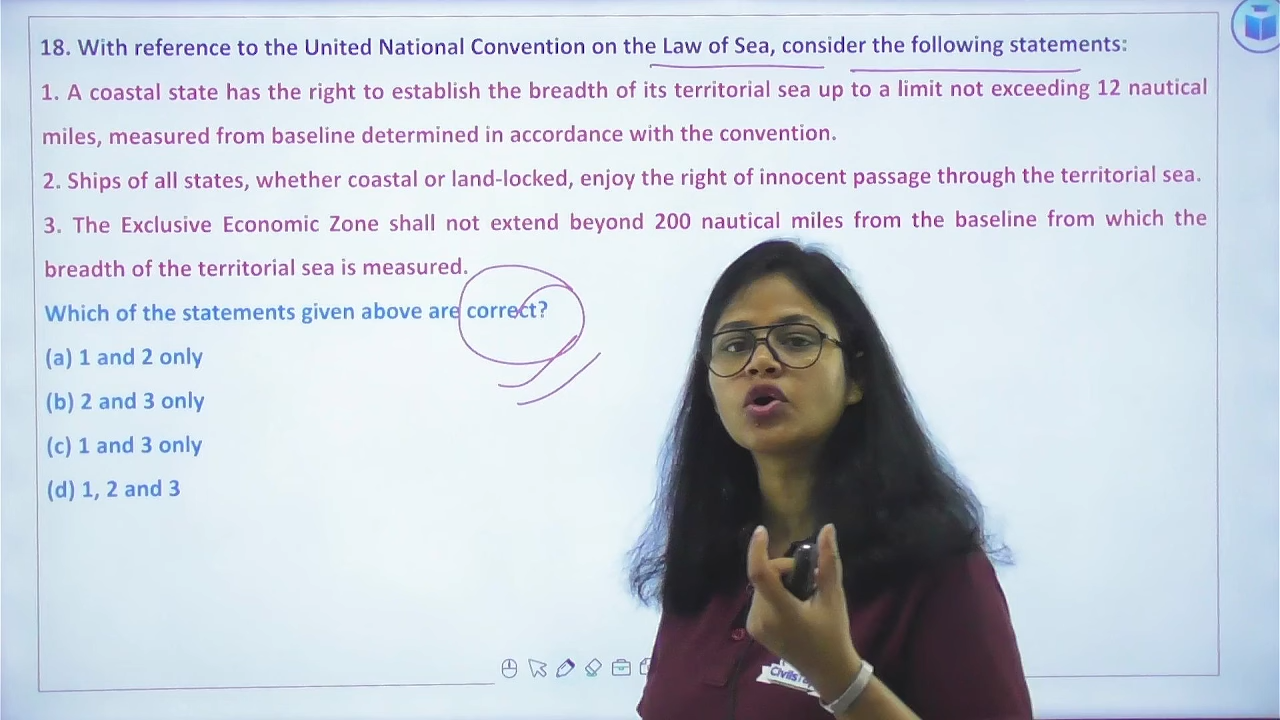 18. With reference to the United National Convention on the Law of Sea, consider the following statements:
1. A coastal state has the right to establish the breadth of its territorial sea up to a limit not exceeding 12 nautical
miles, measured from baseline determined in accordance with the convention.
2. Ships of all states, whether coastal or land-locked, enjoy the right of innocent passage through the territorial sea.
3. The Exclusive Economic Zone shall not extend beyond 200 nautical miles from the baseline from which the
breadth of the territorial sea is measured.
Which of the statements given above are correct?
(a) 1 and 2 only
(b) 2 and 3 only
(c) 1 and 3 only
(d) 1, 2 and 3